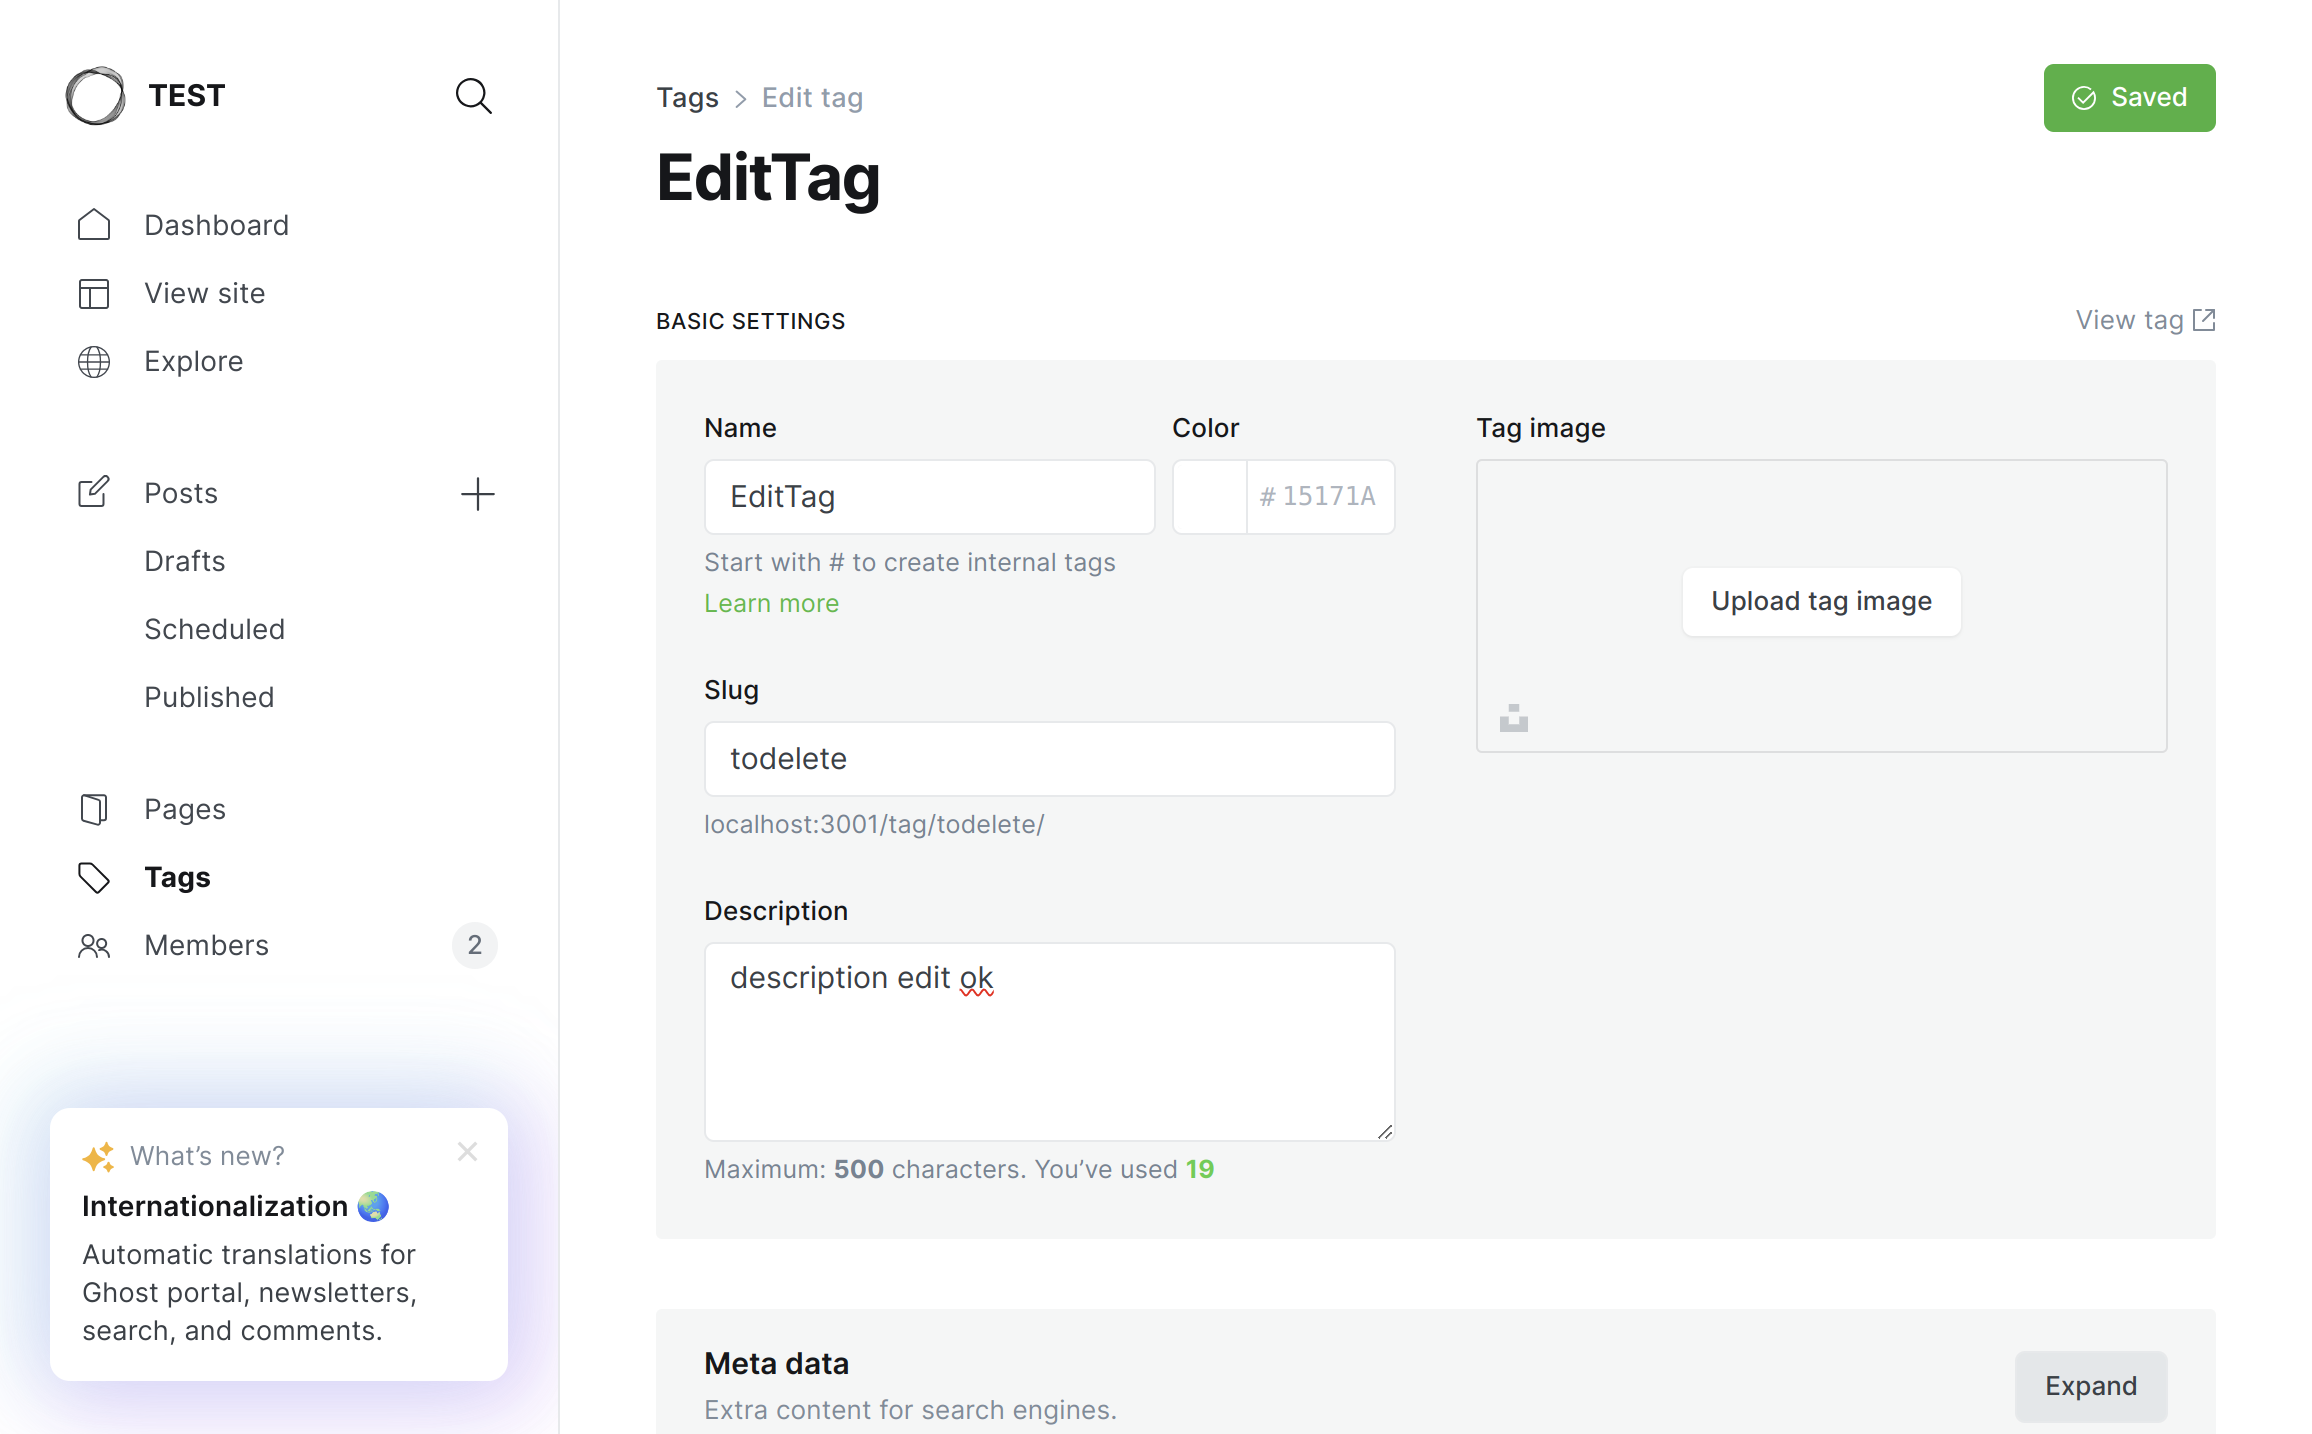 TEST
Dashboard
View site
Explore
Posts
Drafts
Scheduled
Published
Pages
Tags
Members 2
What’s new?
Internationalization
Automatic translations for
Ghost portal, newsletters,
search, and comments.
Tags > Edit tag
Saved
EditTag
BASIC SETTINGS
View tag
Name
EditTag
Start with # to create internal tags
Learn more
Color
# 15171A
Slug
todelete
localhost:3001/tag/todelete/
Description
description edit ok
Maximum: 500 characters. You’ve used 19
Tag image
Upload tag image
Meta data
Extra content for search engines.
Expand